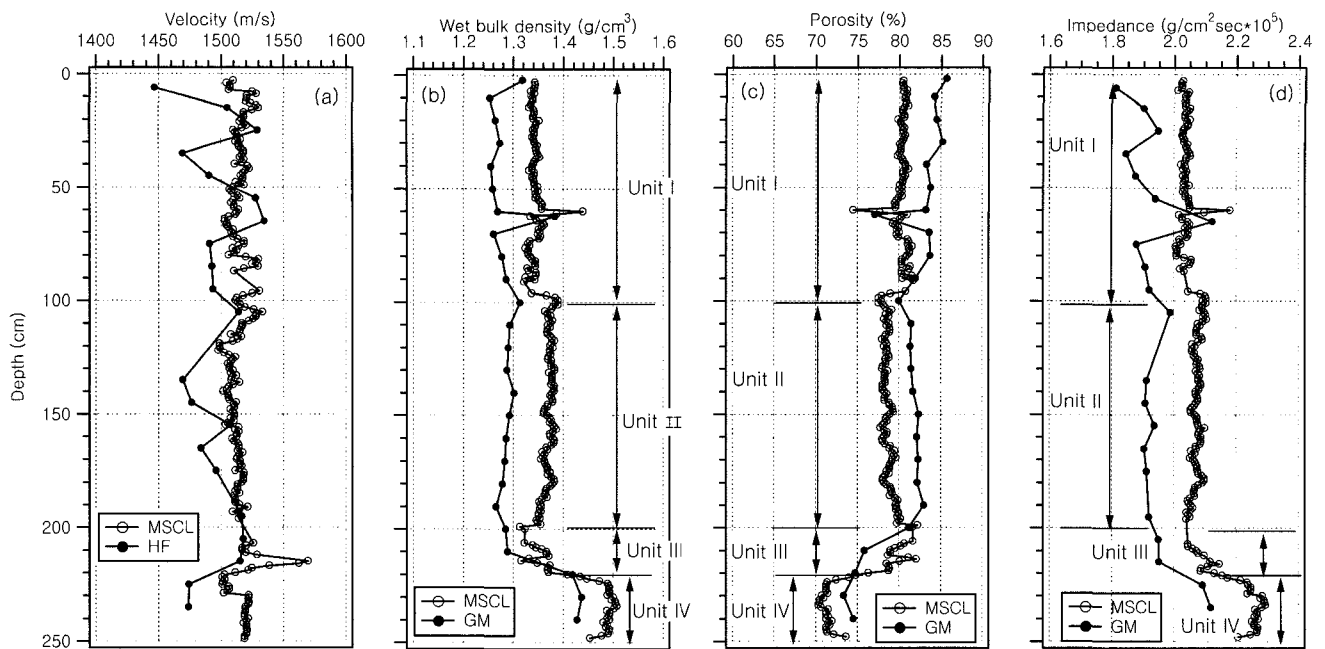 Velocity (m/s)
1400 1450 1500 1550 1600
Wet bulk density (g/cm³)
1.1 1.2 1.3 1.4 1.5 1.6
Porosity (%)
60 65 70 75 80 85 90
Impedance (g/cm²sec*10⁵)
1.6 1.8 2.0 2.2 2.4
Depth (cm)
0
50
100
150
200
250
(a)
MSCL
HF
(b)
Unit I
Unit II
Unit III
Unit IV
MSCL
GM
(c)
Unit I
Unit II
Unit III
Unit IV
MSCL
GM
(d)
Unit I
Unit II
Unit III
Unit IV
MSCL
GM